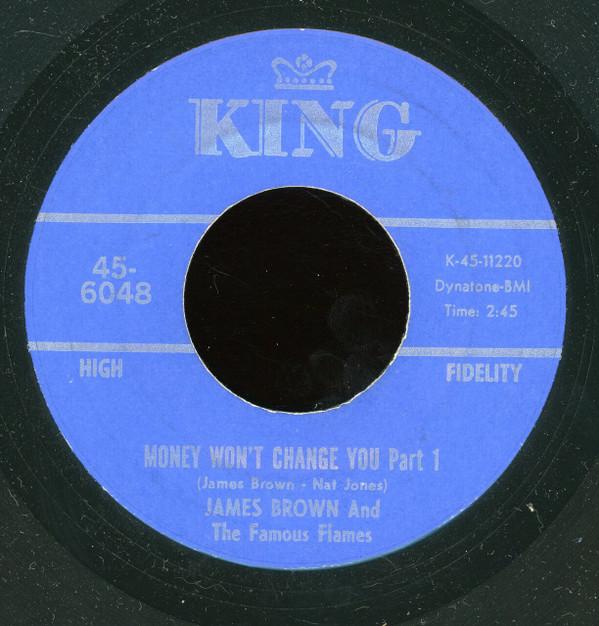 K
KING
45-
6048
K-45-11220
Dynatone-BMI
Time: 2:45
HIGH
FIDELITY
MONEY WON'T CHANGE YOU Part 1
(James Brown - Nat Jones)
JAMES BROWN And
The Famous Flames